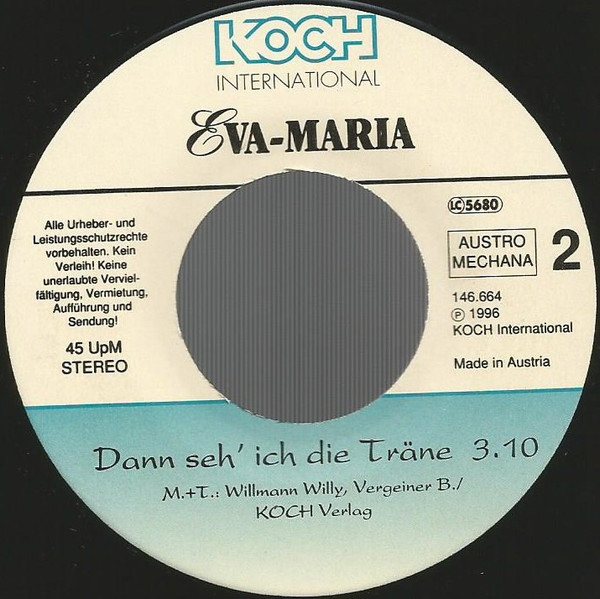 KOCH
INTERNATIONAL
EVA-MARIA
Alle Urheber- und
Leistungsschutzrechte
vorbehalten. Kein
Verleih! Keine
unerlaubte Verviel-
fältigung, Vermietung,
Aufführung und
Sendung!
45 UpM
STEREO
LC 5680
AUSTRO
MECHANA
2
146.664
Ⓟ 1996
KOCH International
Made in Austria
Dann seh' ich die Träne 3.10
M.+T.: Willmann Willy, Vergeiner B./
KOCH Verlag